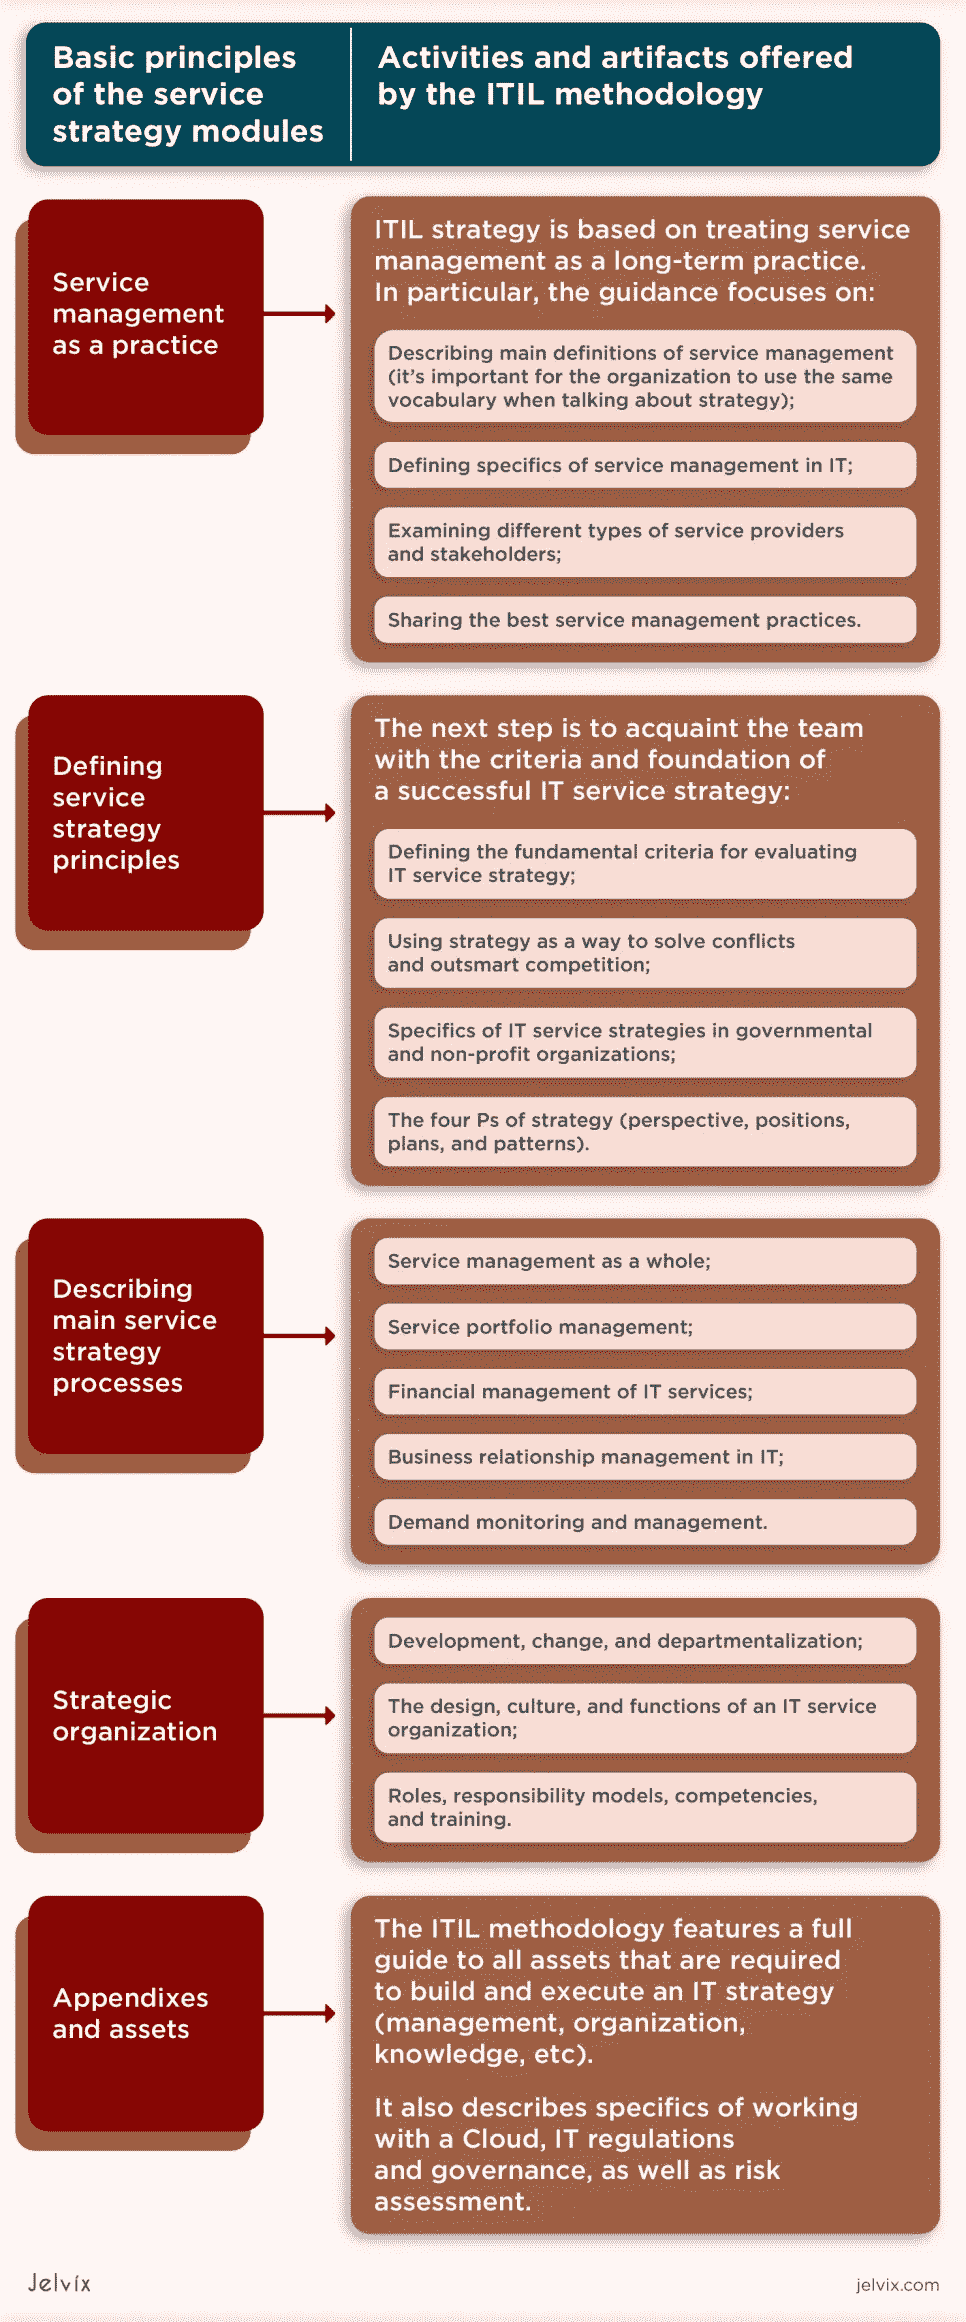 Basic principles
of the service
strategy modules
Activities and artifacts offered
by the ITIL methodology
Service
management
as a practice
ITIL strategy is based on treating service
management as a long-term practice.
In particular, the guidance focuses on:
Describing main definitions of service management
(it's important for the organization to use the same
vocabulary when talking about strategy);
Defining specifics of service management in IT;
Examining different types of service providers
and stakeholders;
Sharing the best service management practices.
Defining
service
strategy
principles
The next step is to acquaint the team
with the criteria and foundation of
a successful IT service strategy:
Defining the fundamental criteria for evaluating
IT service strategy;
Using strategy as a way to solve conflicts
and outsmart competition;
Specifics of IT service strategies in governmental
and non-profit organizations;
The four Ps of strategy (perspective, positions,
plans, and patterns).
Describing
main service
strategy
processes
Service management as a whole;
Service portfolio management;
Financial management of IT services;
Business relationship management in IT;
Demand monitoring and management.
Strategic
organization
Development, change, and departmentalization;
The design, culture, and functions of an IT service
organization;
Roles, responsibility models, competencies,
and training.
Appendixes
and assets
The ITIL methodology features a full
guide to all assets that are required
to build and execute an IT strategy
(management, organization,
knowledge, etc).
It also describes specifics of working
with a Cloud, IT regulations
and governance, as well as risk
assessment.
Jelvix
jelvix.com